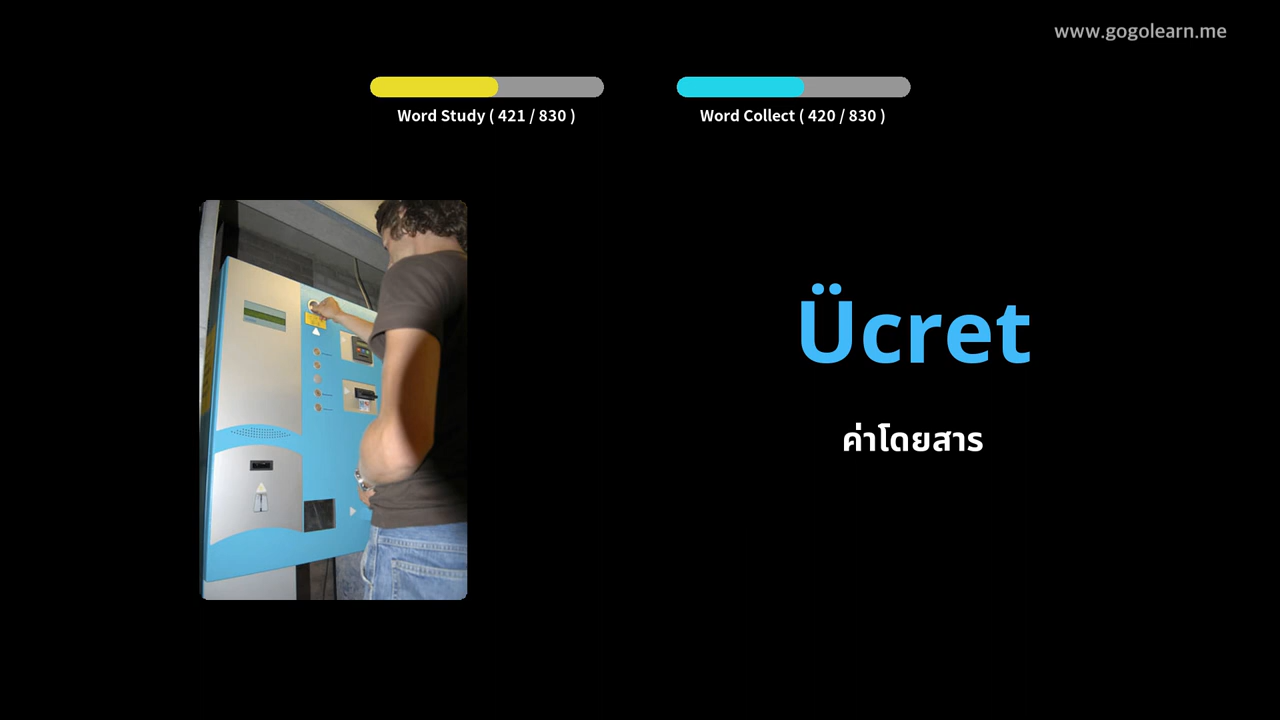 www.gogolearn.me
Word Study ( 421 / 830 )
Word Collect ( 420 / 830 )
Ücret
ค่าโดยสาร